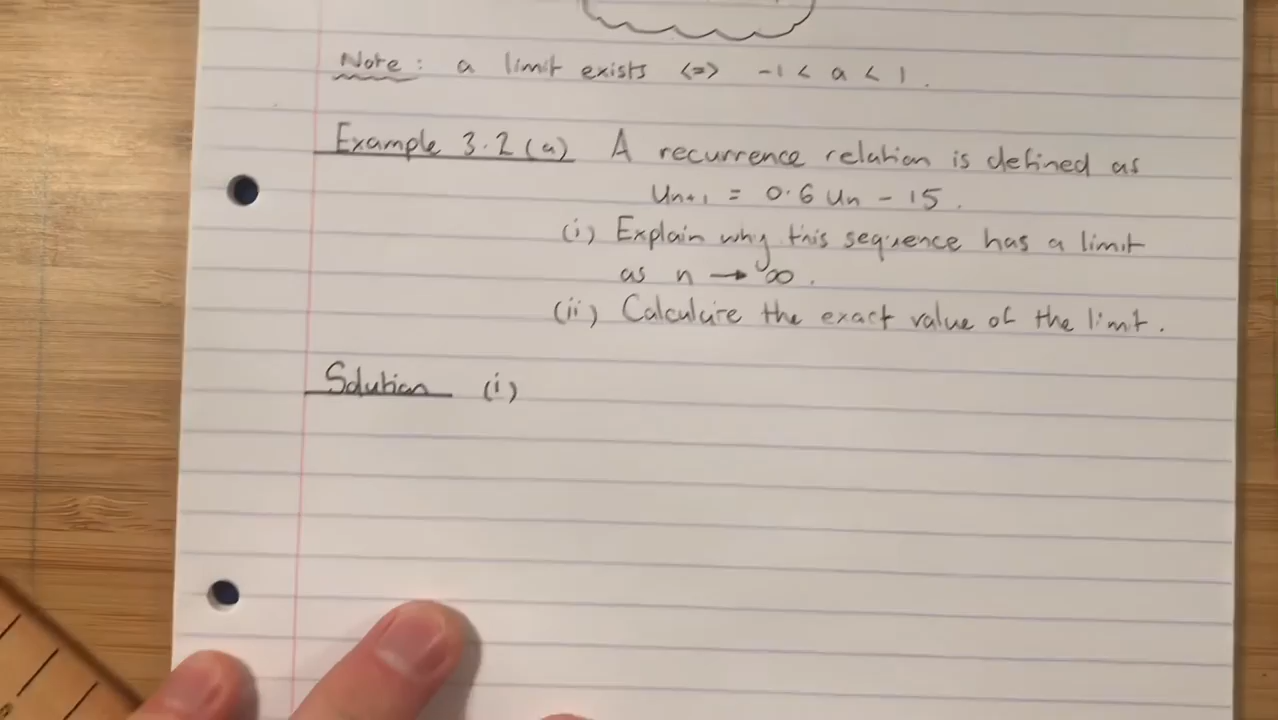 Note: a limit exists <=> -1 < a < 1.
Example 3.2(a) A recurrence relation is defined as
Un+1 = 0.6 Un - 15.
(i) Explain why this sequence has a limit
as n → ∞.
(ii) Calculate the exact value of the limit.
Solution (i)